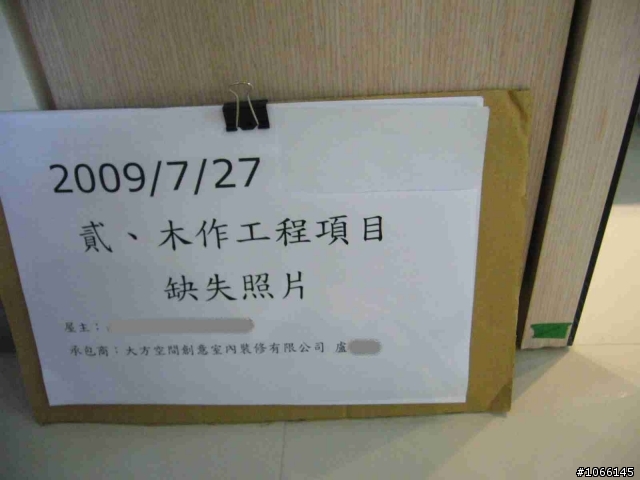 2009/7/27
貳、木作工程項目
缺失照片
屋主：
承包商：大方空間創意室內裝修有限公司 盧
#1066145